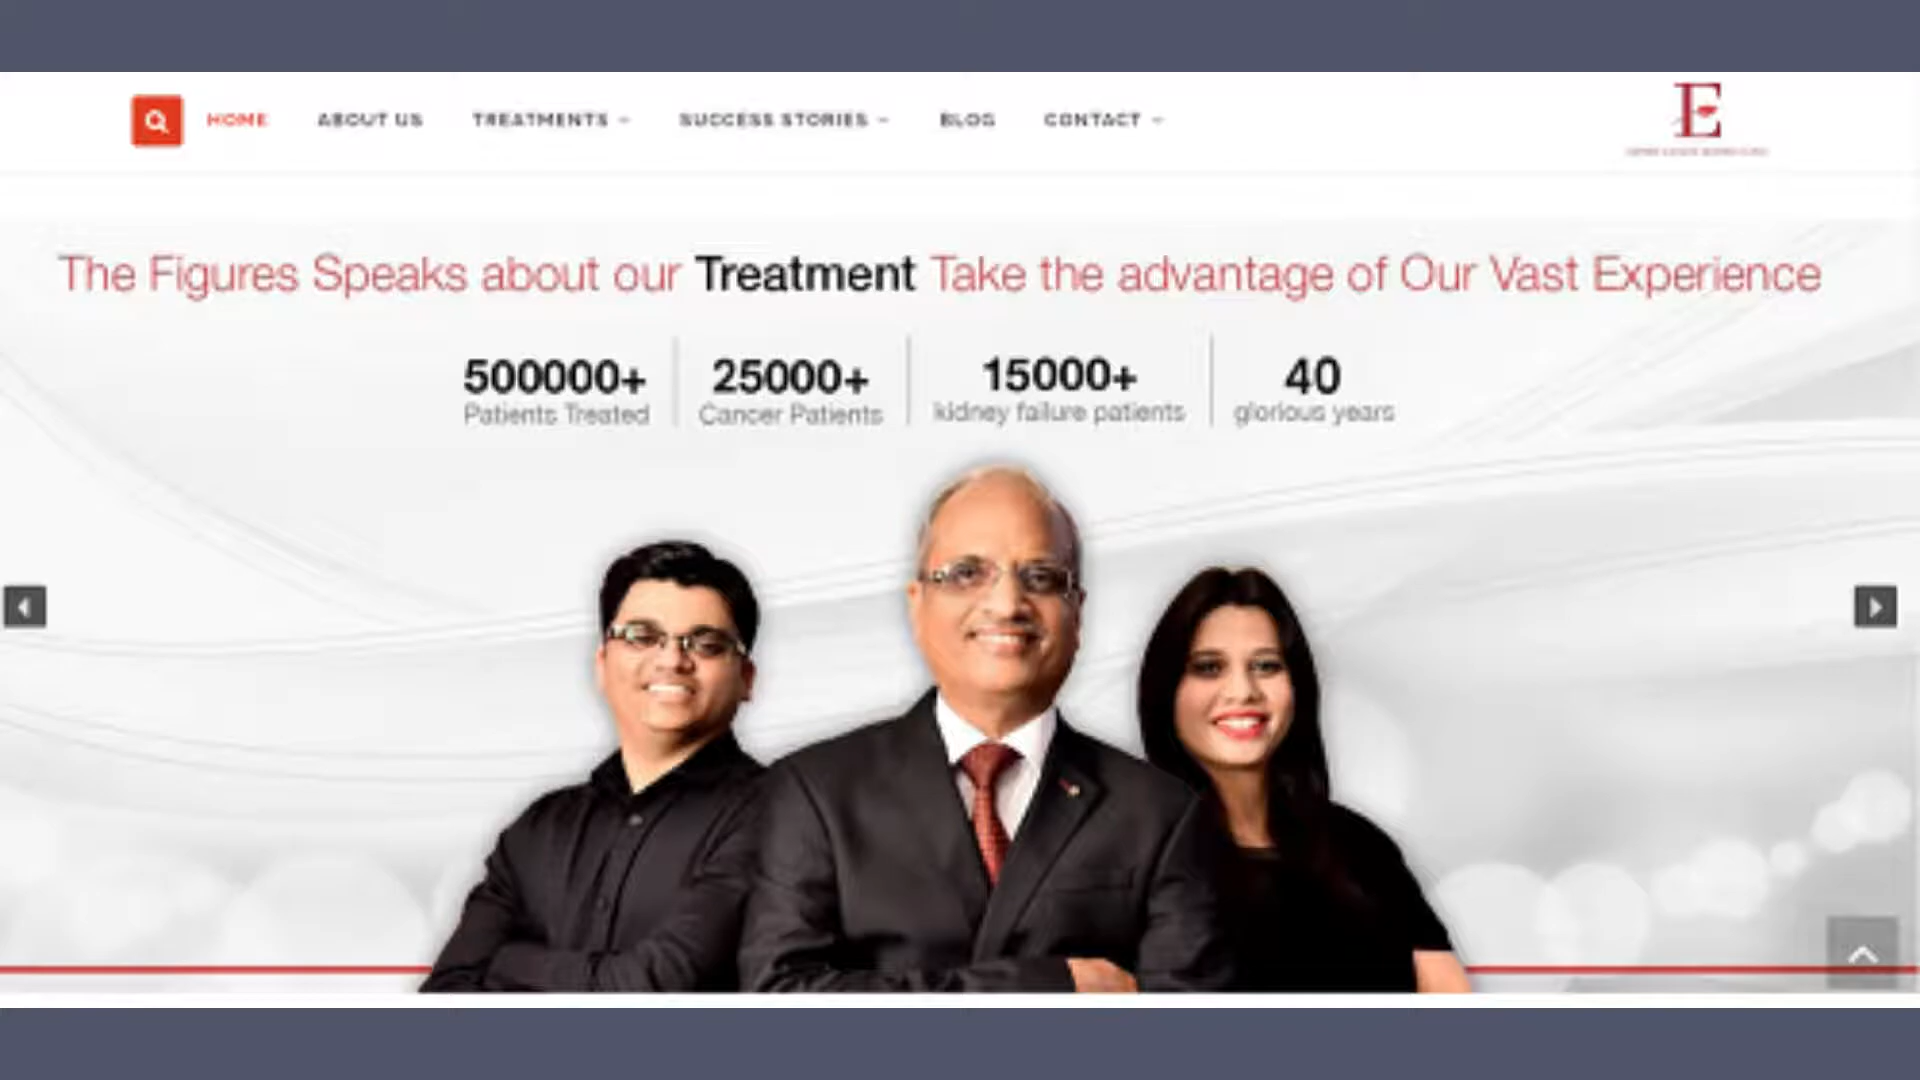 HOME ABOUT US TREATMENTS SUCCESS STORIES BLOG CONTACT
E
The Figures Speaks about our Treatment Take the advantage of Our Vast Experience
500000+ 25000+ 15000+ 40
Patients Treated Cancer Patients kidney failure patients glorious years